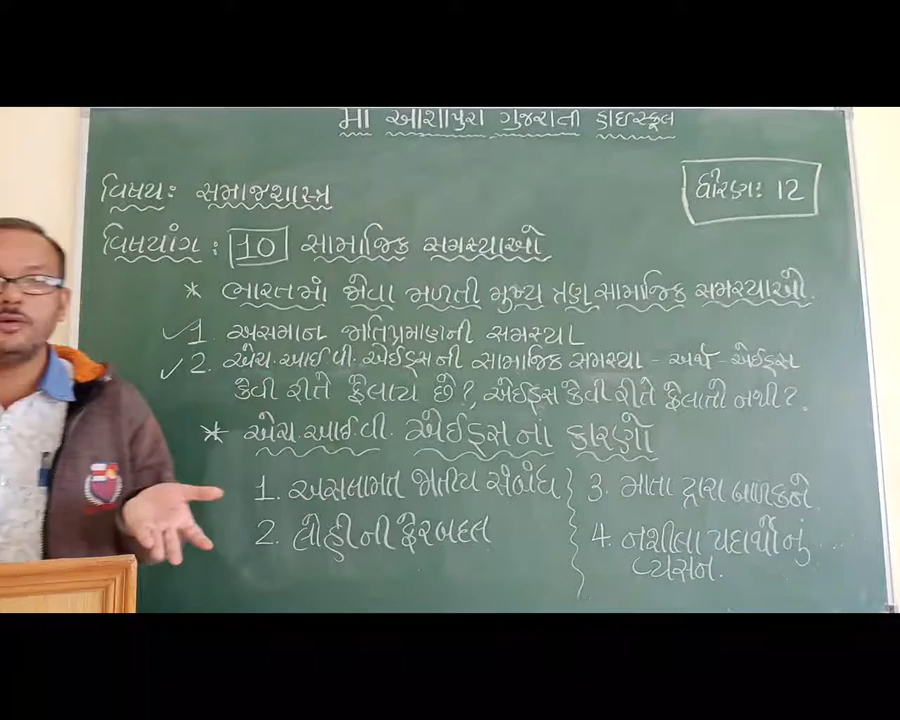 માં આશાપુરા ગુજરાતી હાઈસ્કૂલ
વિષય: સમાજશાસ્ત્ર
ધોરણ: 12
વિષયાંગ: 10 સામાજિક સમસ્યાઓ
* ભારતમાં જોવા મળતી મુખ્ય ત્રણ સામાજિક સમસ્યાઓ.
✓1. અસમાન જાતિપ્રમાણની સમસ્યા
✓2. એચ.આઈ.વી. એઈડ્સની સામાજિક સમસ્યા - અર્થ - એઈડ્સ
કેવી રીતે ફેલાય છે?, એઈડ્સ કેવી રીતે ફેલાતો નથી?.
* એચ.આઈ.વી. એઈડ્સ નાં કારણો
1. અસલામત જાતીય સંબંધ
2. લોહીની ફેરબદલ
3. માતા દ્વારા બાળકને.
4. નશીલા પદાર્થોનું
વ્યસન.